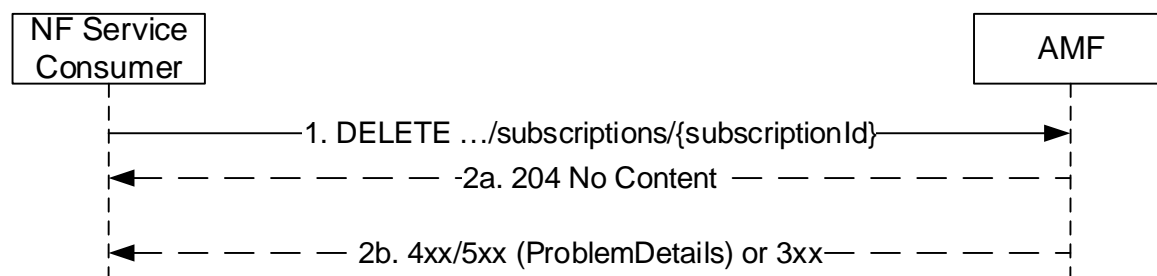 NF Service
Consumer
AMF
1. DELETE …/subscriptions/{subscriptionId}
2a. 204 No Content
2b. 4xx/5xx (ProblemDetails) or 3xx